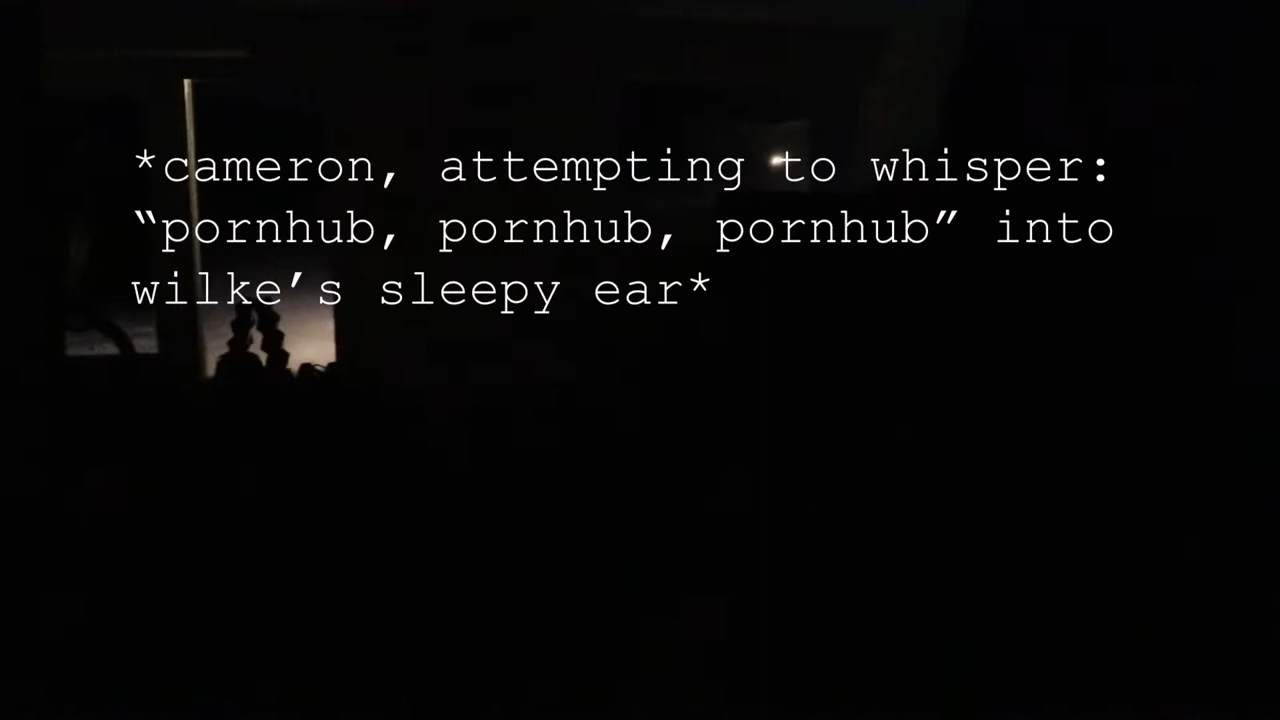 *cameron, attempting to whisper:
“pornhub, pornhub, pornhub” into
wilke’s sleepy ear*